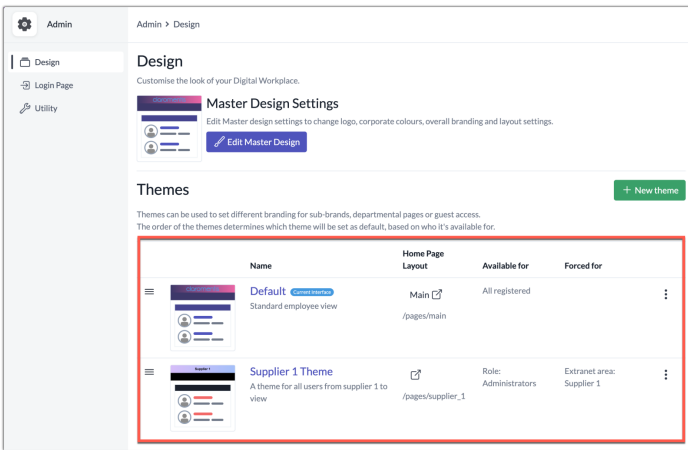 Admin
Admin > Design
Design
Login Page
Utility
Design
Customise the look of your Digital Workplace.
Master Design Settings
Edit Master design settings to change logo, corporate colours, overall branding and layout settings.
Edit Master Design
Themes
+ New theme
Themes can be used to set different branding for sub-brands, departmental pages or guest access.
The order of the themes determines which theme will be set as default, based on who it's available for.
Name
Home Page
Layout
Available for
Forced for
Default Current Interface
Standard employee view
Main
/pages/main
All registered
Supplier 1
Supplier 1 Theme
A theme for all users from supplier 1 to
view
/pages/supplier_1
Role:
Administrators
Extranet area:
Supplier 1